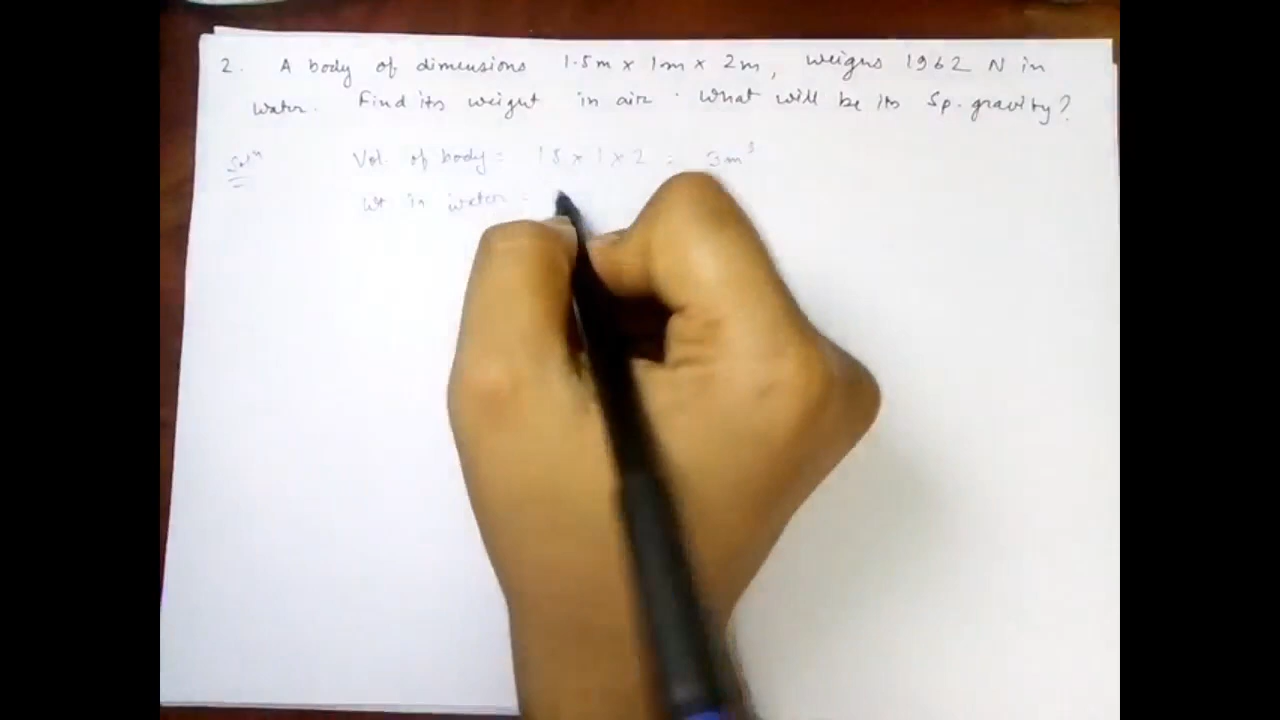 2. A body of dimensions 1.5m x 1m x 2m, weighs 1962 N in
water. Find its weight in air. What will be its Sp. gravity?
Soln Vol. of body = 1.5 x 1 x 2 = 3m³
Wt in water =